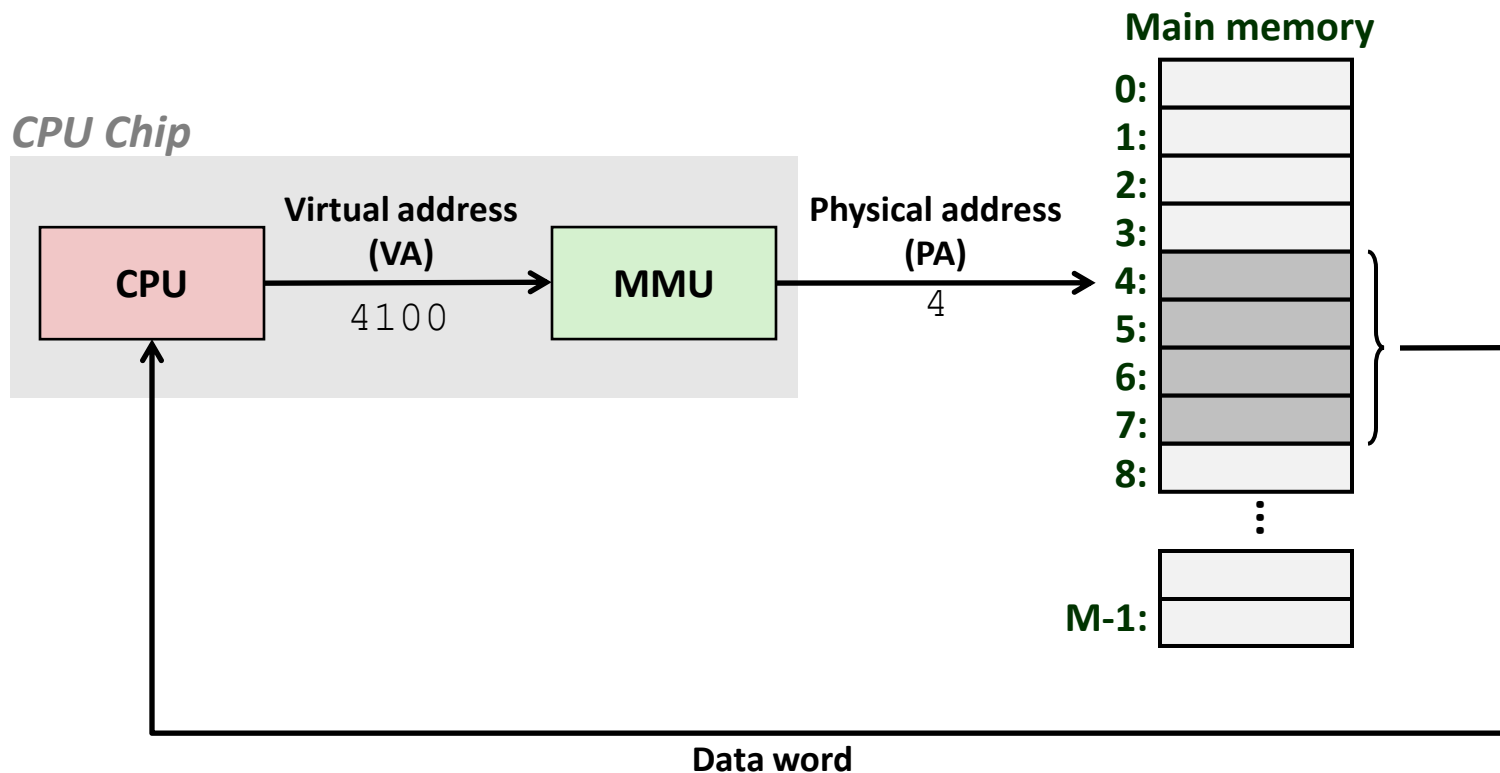 Main memory
CPU Chip
0:
1:
2:
3:
4:
5:
6:
7:
8:
M-1:
Virtual address
(VA)
4100
Physical address
(PA)
4
CPU
MMU
Data word